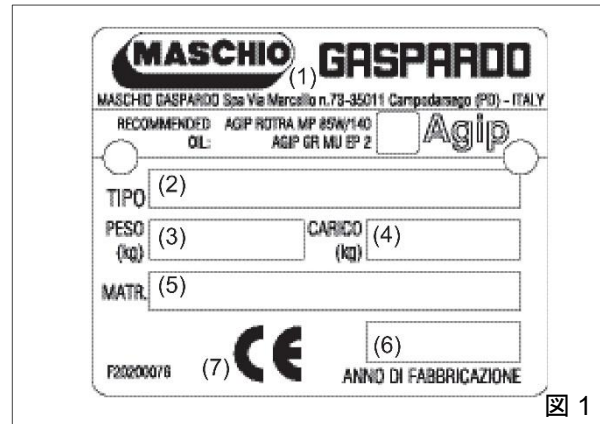 MASCHIO GASPARDO
(1)
MASCHIO GASPARDO Spa Via Marcello n.73-35011 Campodarsego (PD) - ITALY
RECOMMENDED OIL: AGIP ROTRA MP 85W/140
AGIP GR MU EP 2
Agip
TIPO (2)
PESO (kg) (3) CARICO (kg) (4)
MATR. (5)
(6)
F20200076 (7) CE ANNO DI FABBRICAZIONE
図 1